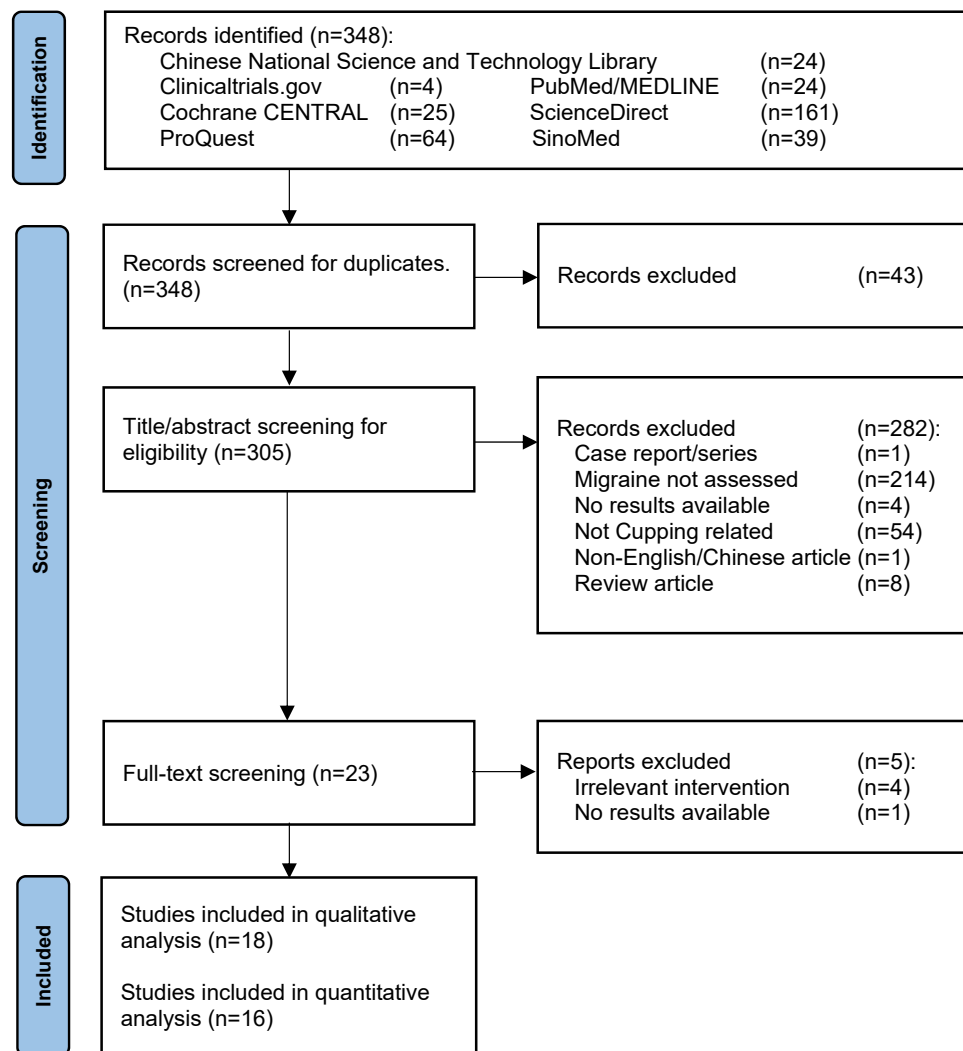 Identification
Records identified (n=348):
Chinese National Science and Technology Library (n=24)
Clinicaltrials.gov (n=4) PubMed/MEDLINE (n=24)
Cochrane CENTRAL (n=25) ScienceDirect (n=161)
ProQuest (n=64) SinoMed (n=39)
Screening
Records screened for duplicates.
(n=348)
Records excluded (n=43)
Title/abstract screening for
eligibility (n=305)
Records excluded (n=282):
Case report/series (n=1)
Migraine not assessed (n=214)
No results available (n=4)
Not Cupping related (n=54)
Non-English/Chinese article (n=1)
Review article (n=8)
Full-text screening (n=23)
Reports excluded (n=5):
Irrelevant intervention (n=4)
No results available (n=1)
Included
Studies included in qualitative
analysis (n=18)
Studies included in quantitative
analysis (n=16)